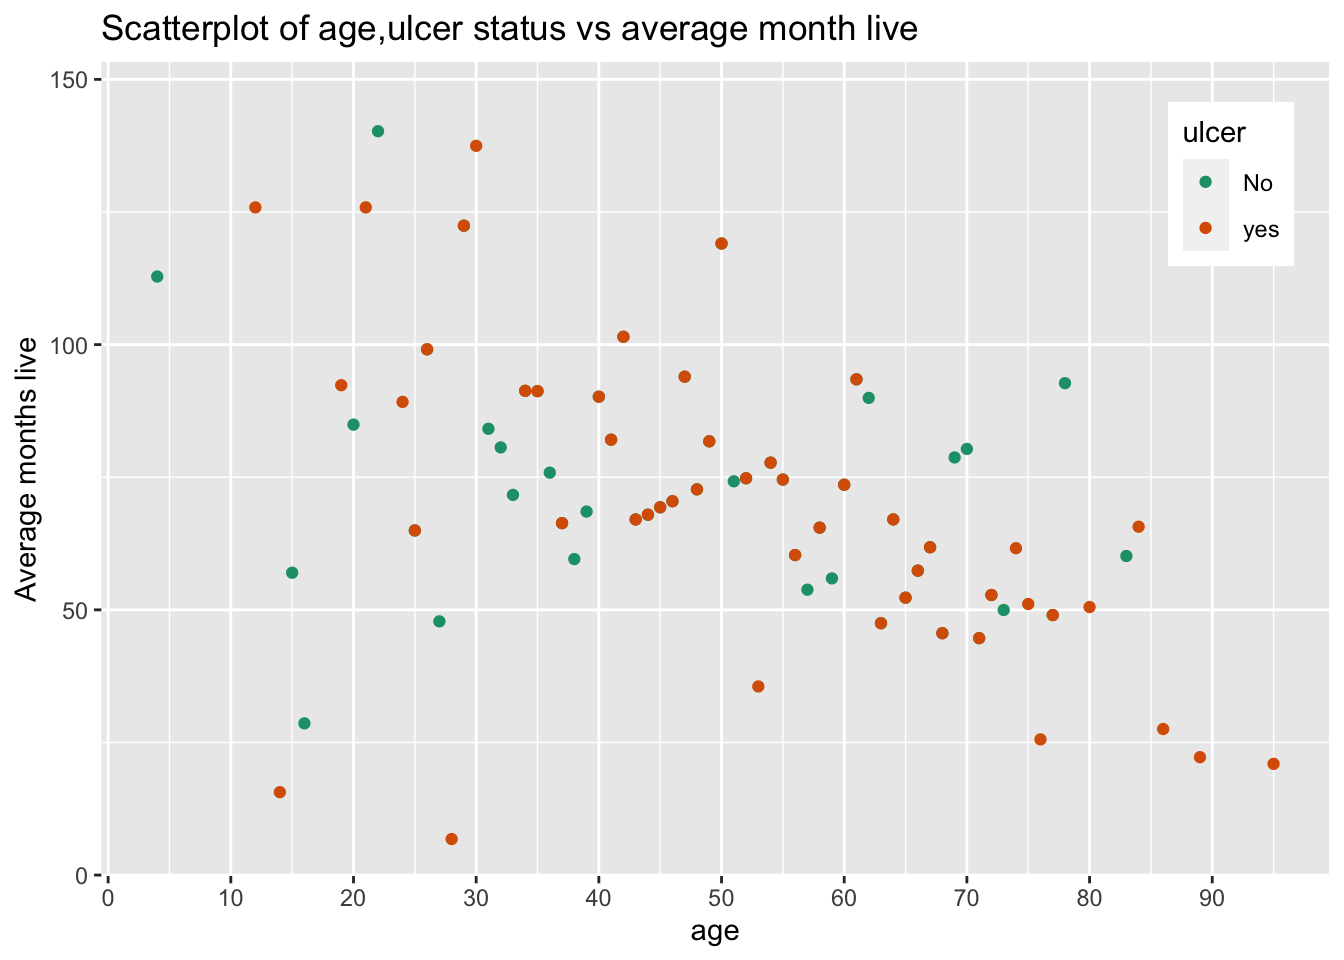 Scatterplot of age,ulcer status vs average month live
150
100
50
0
Average months live
0 10 20 30 40 50 60 70 80 90
age
ulcer
No
yes